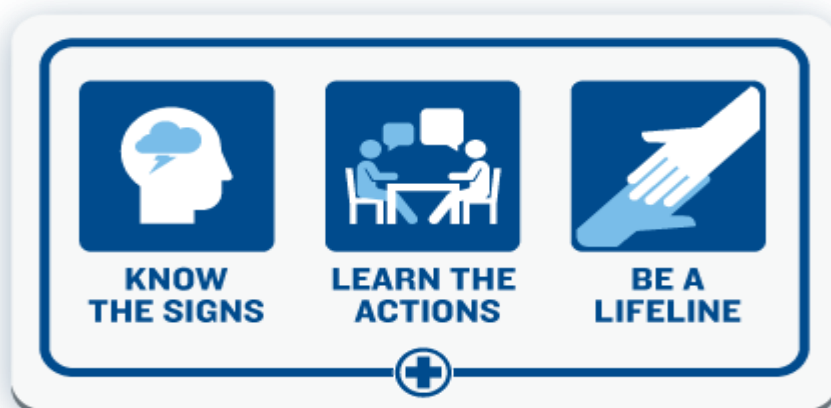 KNOW
THE SIGNS
LEARN THE
ACTIONS
BE A
LIFELINE